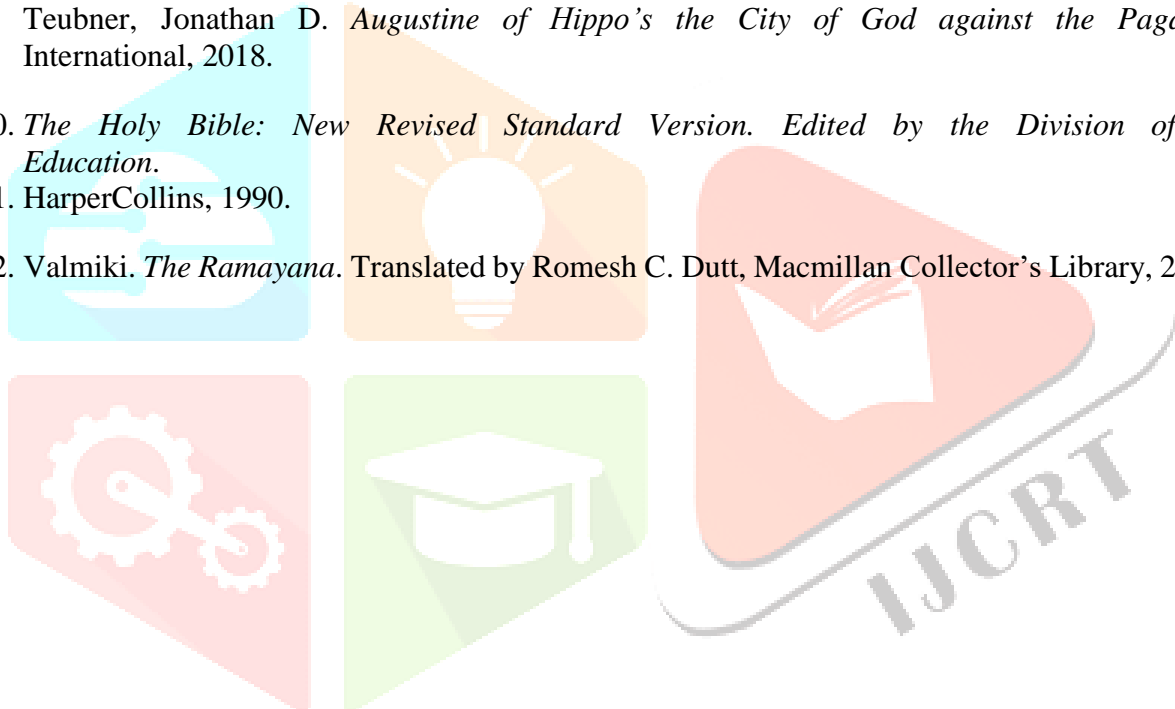 Teubner, Jonathan D. Augustine of Hippo’s the City of God against the Paga
International, 2018.
0. The Holy Bible: New Revised Standard Version. Edited by the Division of
Education.
1. HarperCollins, 1990.
2. Valmiki. The Ramayana. Translated by Romesh C. Dutt, Macmillan Collector’s Library, 2
IJCRT